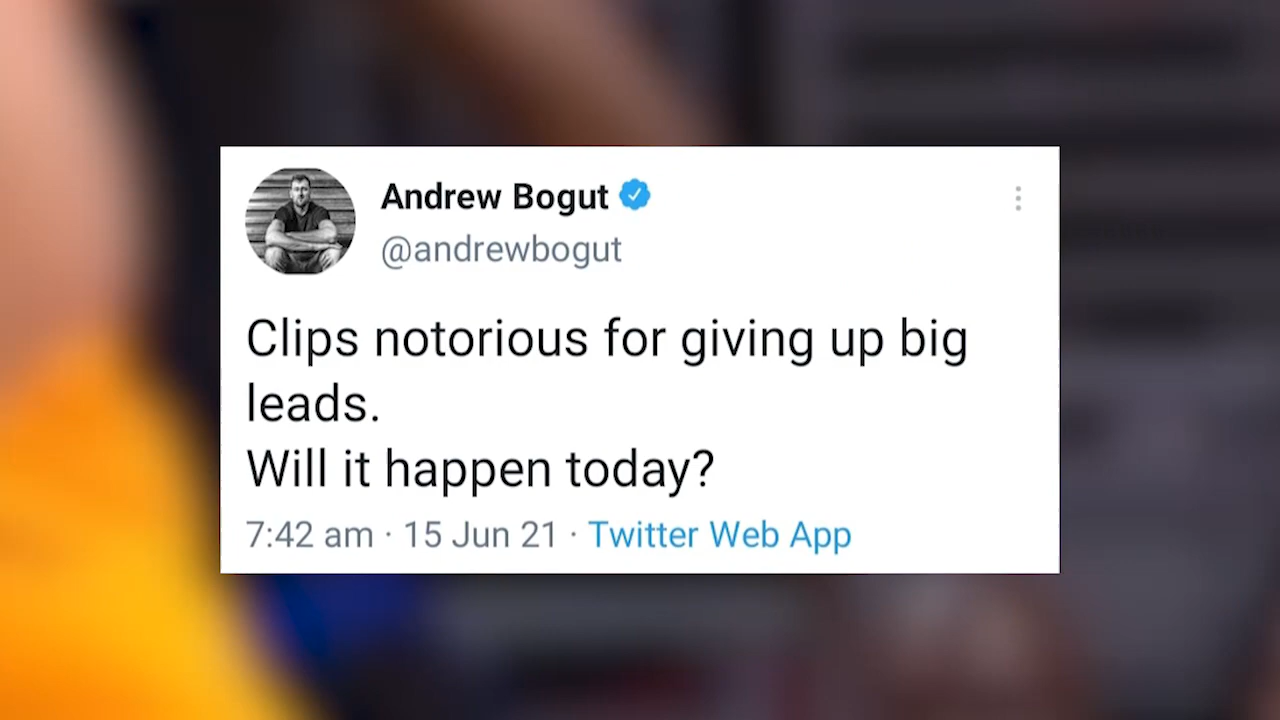 Andrew Bogut
@andrewbogut
Clips notorious for giving up big
leads.
Will it happen today?
7:42 am · 15 Jun 21 · Twitter Web App